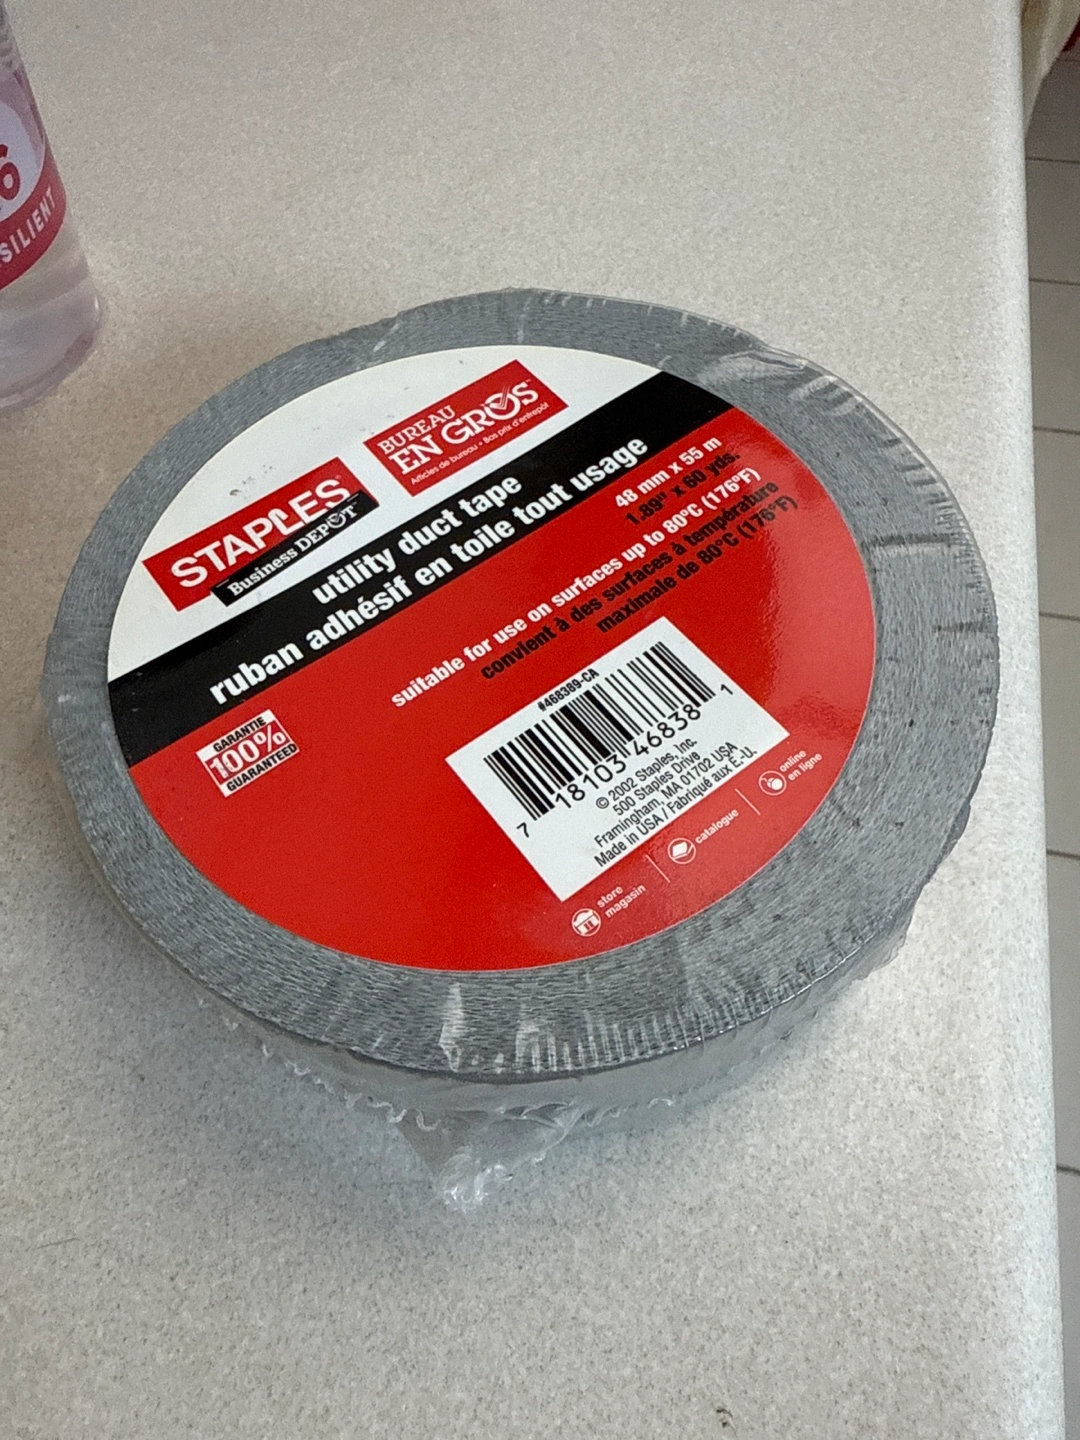 SILIENT
STAPLES
Business DEPOT™
BUREAU
EN GROS™
Articles de bureau • Bas prix d'entrepôt
utility duct tape
ruban adhésif en toile tout usage
48 mm x 55 m
1.89" x 60 yds.
suitable for use on surfaces up to 80°C (176°F)
convient à des surfaces à température
maximale de 80°C (176°F)
GARANTIE
100%
GUARANTEED
#468389-CA
7 18103 46838 1
© 2002 Staples, Inc.
500 Staples Drive
Framingham, MA 01702 USA
Made in USA / Fabriqué aux E.-U.
store
magasin
catalogue
online
en ligne